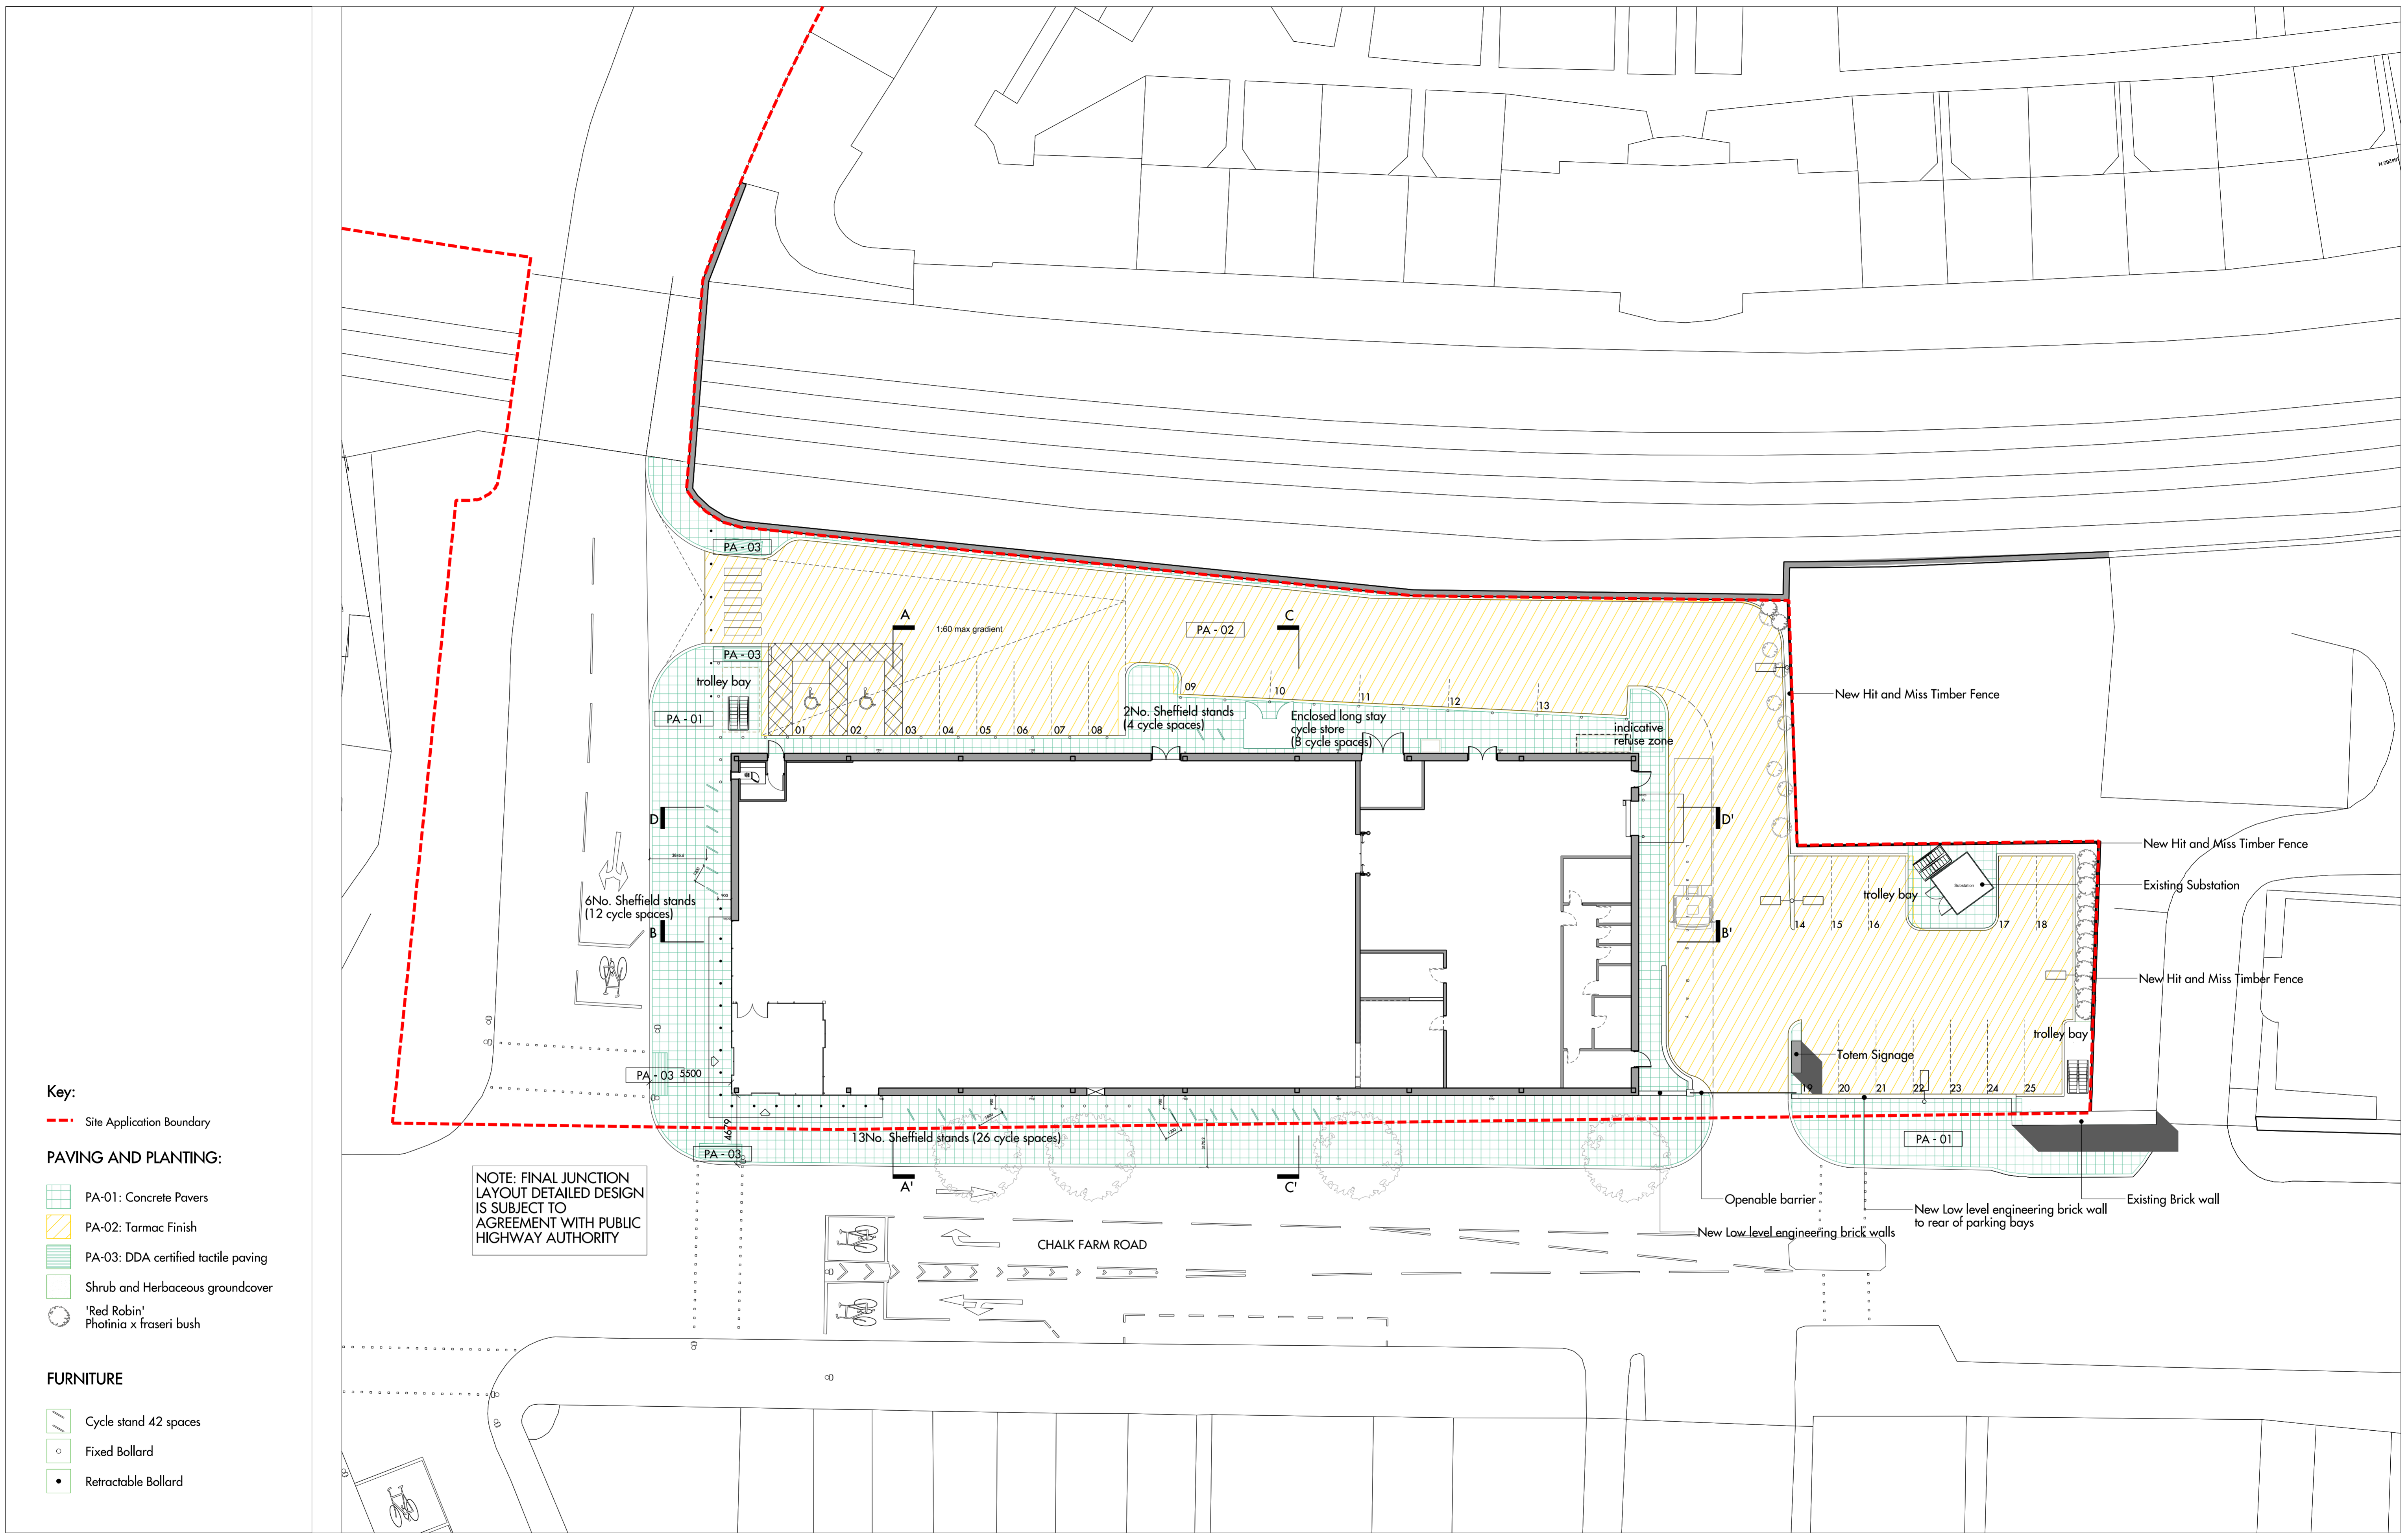 Key:
Site Application Boundary
PAVING AND PLANTING:
PA-01: Concrete Pavers
PA-02: Tarmac Finish
PA-03: DDA certified tactile paving
Shrub and Herbaceous groundcover
'Red Robin'
Photinia x fraseri bush
FURNITURE
Cycle stand 42 spaces
Fixed Bollard
Retractable Bollard
PA - 03
A
1:60 max gradient
PA - 02
C
PA - 03
trolley bay
PA - 01
01
02
03
04
05
06
07
08
09
10
11
12
13
2No. Sheffield stands
(4 cycle spaces)
Enclosed long stay
cycle store
(8 cycle spaces)
indicative
refuse zone
New Hit and Miss Timber Fence
D
D'
6No. Sheffield stands
(12 cycle spaces)
B
B'
14
15
16
trolley bay
Substation
17
18
New Hit and Miss Timber Fence
Existing Substation
New Hit and Miss Timber Fence
trolley bay
Totem Signage
19
20
21
22
23
24
25
PA - 03
5500
4679
13No. Sheffield stands (26 cycle spaces)
PA - 03
A'
C'
PA - 01
NOTE: FINAL JUNCTION
LAYOUT DETAILED DESIGN
IS SUBJECT TO
AGREEMENT WITH PUBLIC
HIGHWAY AUTHORITY
Openable barrier
New Low level engineering brick walls
New Low level engineering brick wall
to rear of parking bays
Existing Brick wall
CHALK FARM ROAD